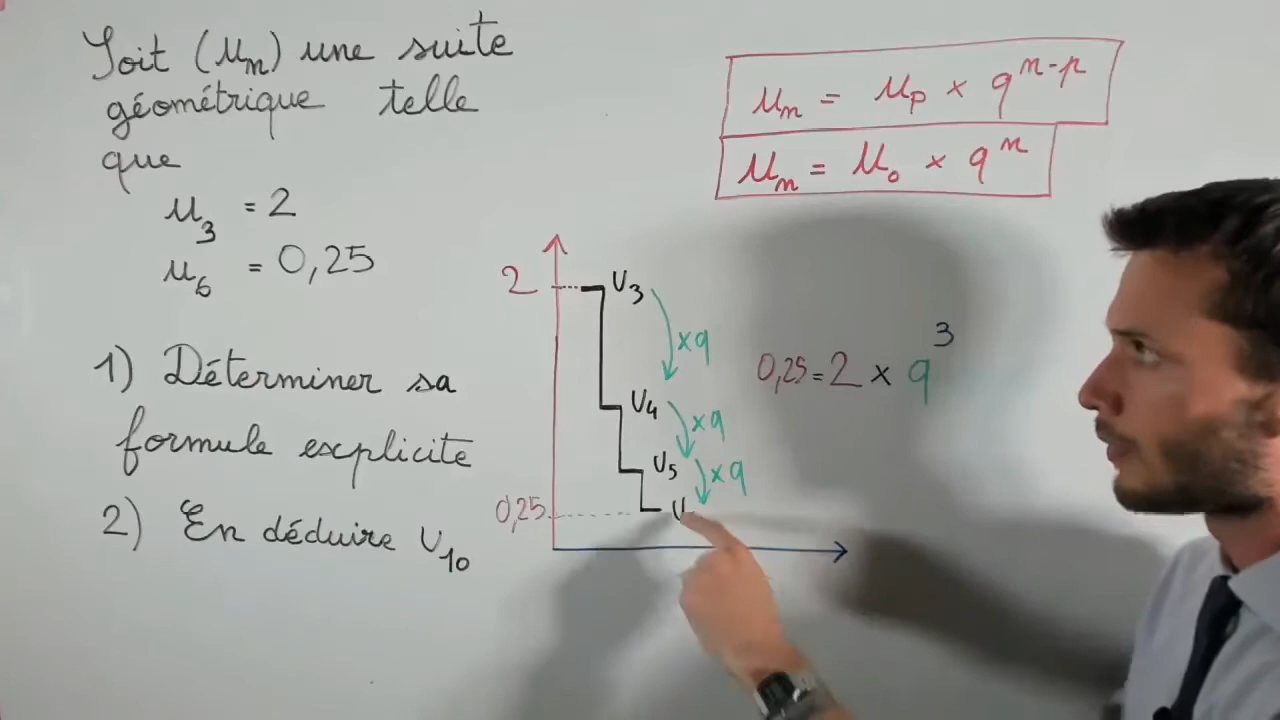 Soit (un) une suite
géométrique telle
que
u3 = 2
u6 = 0,25
1) Déterminer sa
formule explicite
2) En déduire U10
un = up × q^n-p
un = u0 × q^n
2
U3
×q
U4
×q
U5
×q
0,25
U
0,25 = 2 × q^3